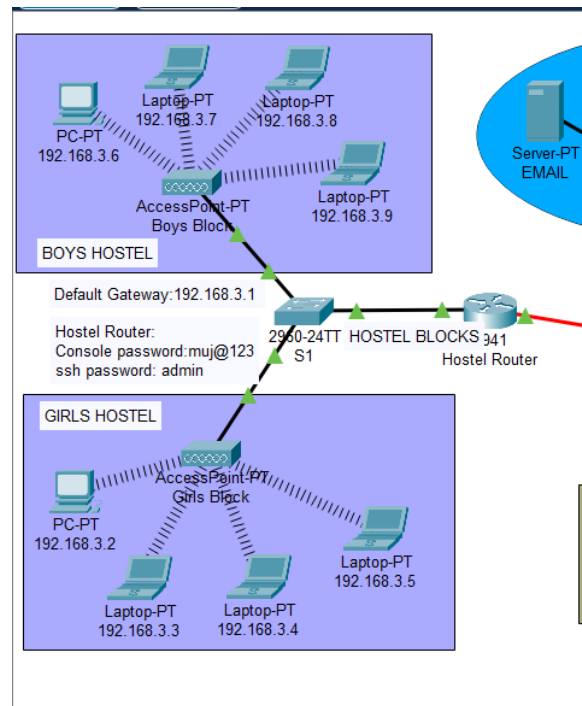 Laptop-PT
192.168.3.7
Laptop-PT
192.168.3.8
PC-PT
192.168.3.6
Laptop-PT
192.168.3.9
AccessPoint-PT
Boys Block
BOYS HOSTEL
Server-PT
EMAIL
Default Gateway:192.168.3.1
Hostel Router:
Console password:muj@123
ssh password: admin
2960-24TT
S1
HOSTEL BLOCKS
941
Hostel Router
GIRLS HOSTEL
AccessPoint-PT
Girls Block
PC-PT
192.168.3.2
Laptop-PT
192.168.3.5
Laptop-PT
192.168.3.3
Laptop-PT
192.168.3.4